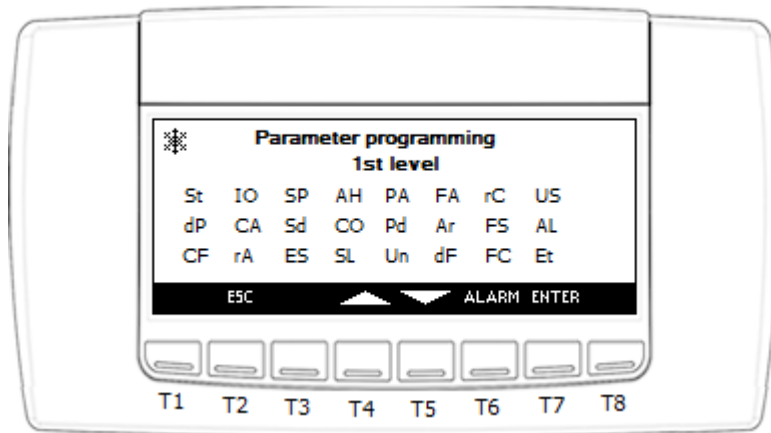 Parameter programming
1st level
St IO SP AH PA FA rC US
dP CA Sd CO Pd Ar FS AL
CF rA ES SL Un dF FC Et
ESC ALARM ENTER
T1 T2 T3 T4 T5 T6 T7 T8